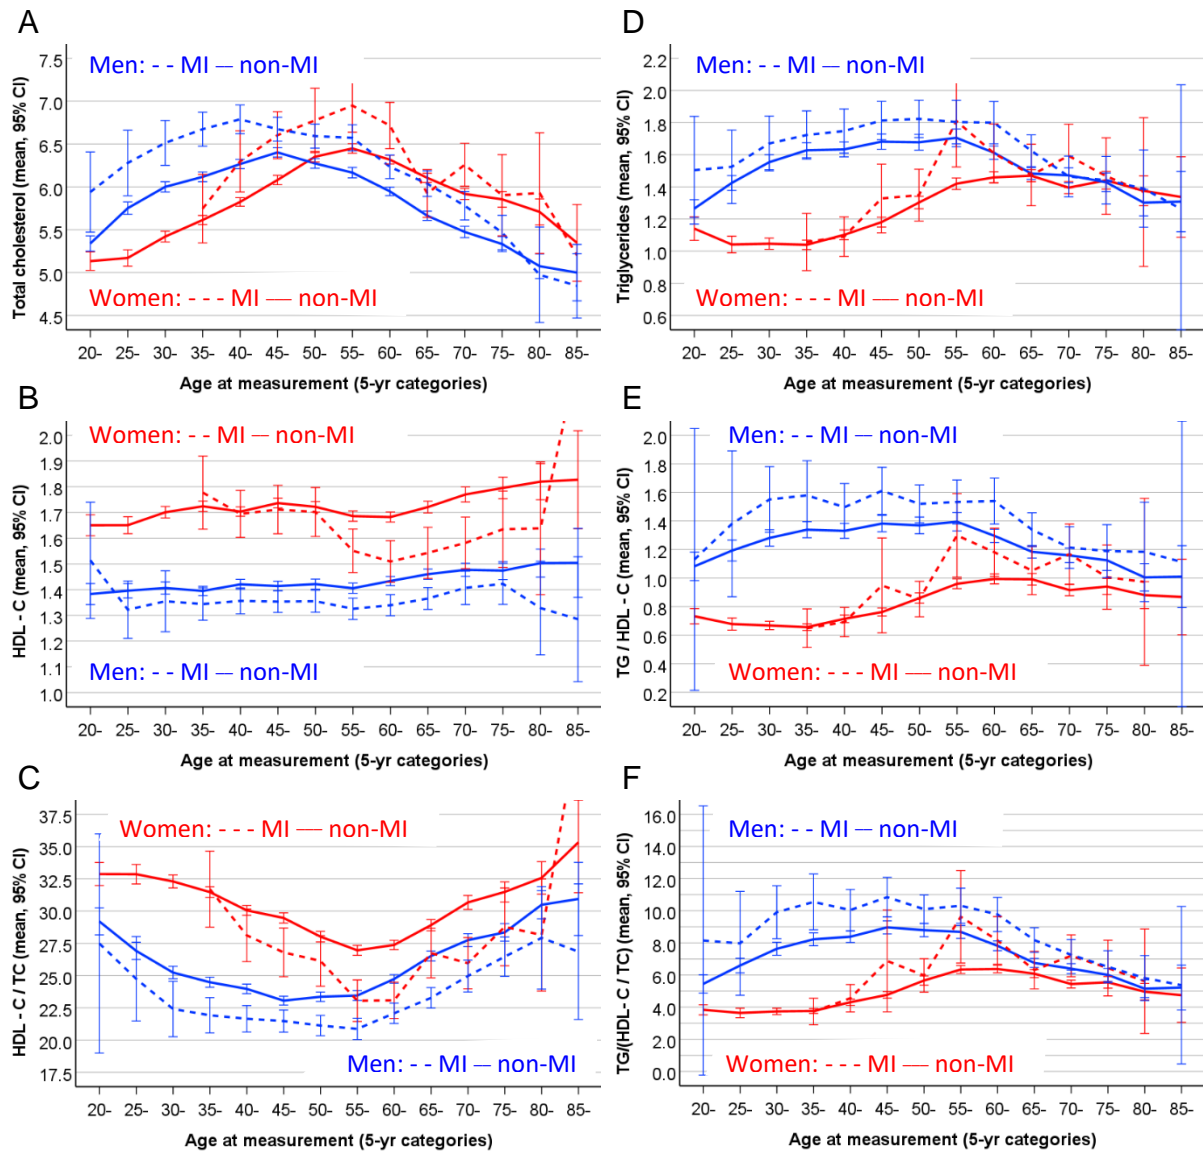 A
Total cholesterol (mean, 95% CI)
7.5
7.0
6.5
6.0
5.5
5.0
4.5
Men: - - MI — non-MI
Women: - - - MI — non-MI
20- 25- 30- 35- 40- 45- 50- 55- 60- 65- 70- 75- 80- 85-
Age at measurement (5-yr categories)
D
Triglycerides (mean, 95% CI)
2.2
2.0
1.8
1.6
1.4
1.2
1.0
0.8
0.6
Men: - - MI — non-MI
Women: - - - MI — non-MI
20- 25- 30- 35- 40- 45- 50- 55- 60- 65- 70- 75- 80- 85-
Age at measurement (5-yr categories)
B
HDL - C (mean, 95% CI)
2.0
1.9
1.8
1.7
1.6
1.5
1.4
1.3
1.2
1.1
1.0
Women: - - MI — non-MI
Men: - - MI — non-MI
20- 25- 30- 35- 40- 45- 50- 55- 60- 65- 70- 75- 80- 85-
Age at measurement (5-yr categories)
E
TG / HDL - C (mean, 95% CI)
2.0
1.8
1.6
1.4
1.2
1.0
0.8
0.6
0.4
0.2
Men: - - MI — non-MI
Women: - - - MI — non-MI
20- 25- 30- 35- 40- 45- 50- 55- 60- 65- 70- 75- 80- 85-
Age at measurement (5-yr categories)
C
HDL - C / TC) (mean, 95% CI)
37.5
35.0
32.5
30.0
27.5
25.0
22.5
20.0
17.5
Women: - - - MI — non-MI
Men: - - MI — non-MI
20- 25- 30- 35- 40- 45- 50- 55- 60- 65- 70- 75- 80- 85-
Age at measurement (5-yr categories)
F
TG/(HDL - C / TC) (mean, 95% CI)
16.0
14.0
12.0
10.0
8.0
6.0
4.0
2.0
0.0
Men: - - MI — non-MI
Women: - - - MI — non-MI
20- 25- 30- 35- 40- 45- 50- 55- 60- 65- 70- 75- 80- 85-
Age at measurement (5-yr categories)